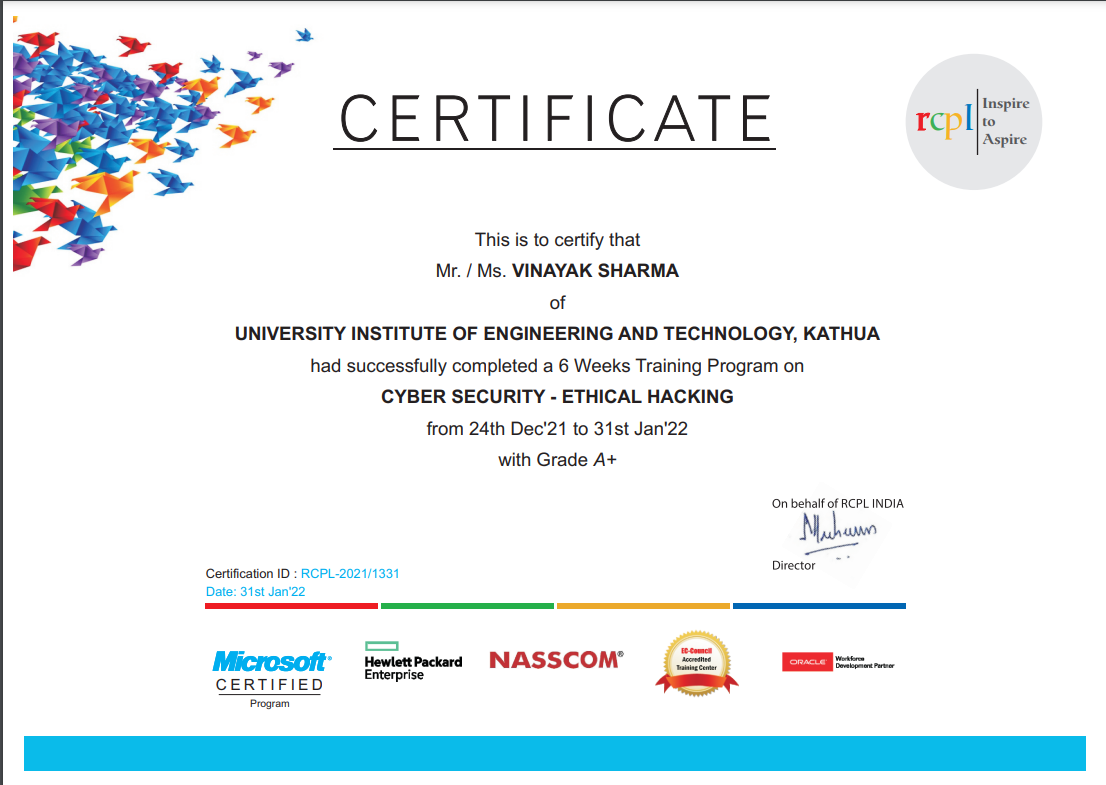 CERTIFICATE
rcpl
Inspire
to
Aspire
This is to certify that
Mr. / Ms. VINAYAK SHARMA
of
UNIVERSITY INSTITUTE OF ENGINEERING AND TECHNOLOGY, KATHUA
had successfully completed a 6 Weeks Training Program on
CYBER SECURITY - ETHICAL HACKING
from 24th Dec'21 to 31st Jan'22
with Grade A+
On behalf of RCPL INDIA
Director
Certification ID : RCPL-2021/1331
Date: 31st Jan'22
Microsoft®
CERTIFIED
Program
Hewlett Packard
Enterprise
NASSCOM®
EC-Council
Accredited
Training Center
ORACLE®
Workforce
Development Partner